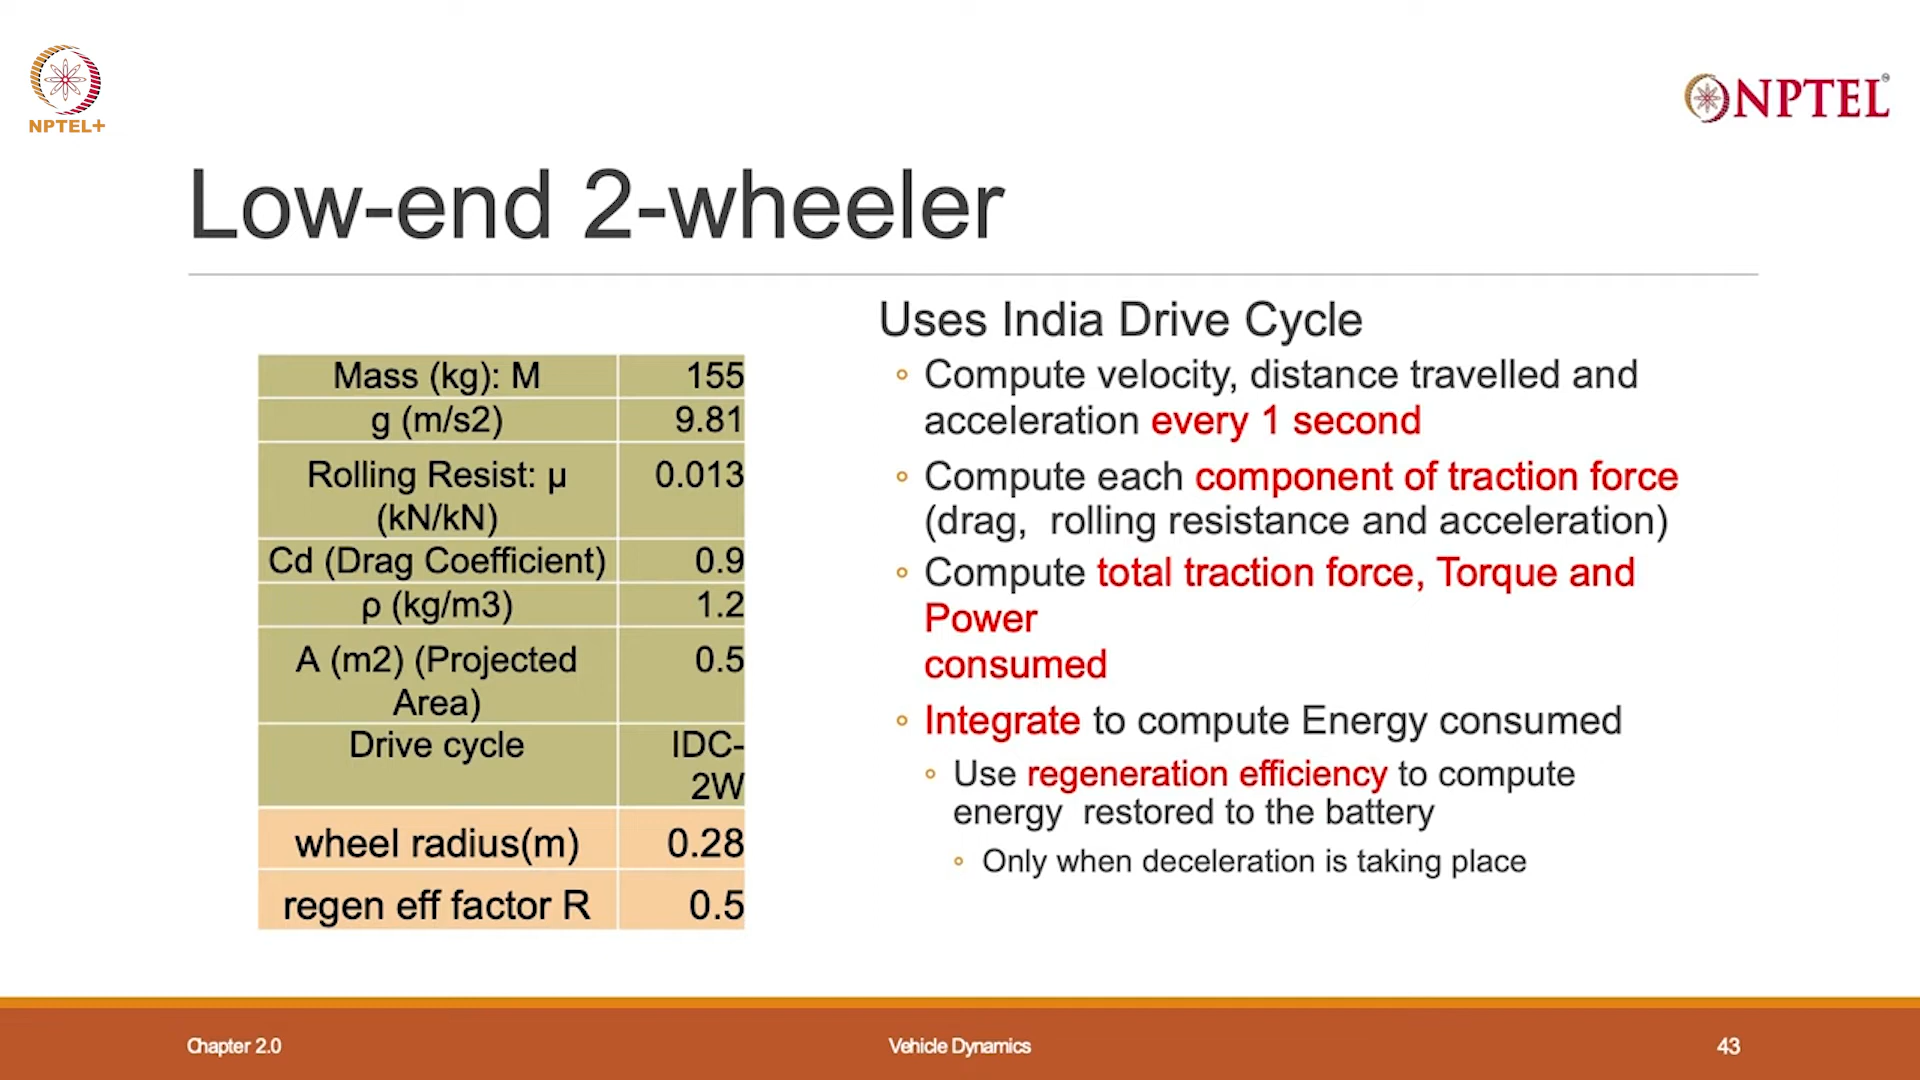 NPTEL+
NPTEL
Low-end 2-wheeler
Mass (kg): M 155
g (m/s2) 9.81
Rolling Resist: μ 0.013
(kN/kN)
Cd (Drag Coefficient) 0.9
ρ (kg/m3) 1.2
A (m2) (Projected 0.5
Area)
Drive cycle IDC-
2W
wheel radius(m) 0.28
regen eff factor R 0.5
Uses India Drive Cycle
◦ Compute velocity, distance travelled and
acceleration every 1 second
◦ Compute each component of traction force
(drag, rolling resistance and acceleration)
◦ Compute total traction force, Torque and
Power
consumed
◦ Integrate to compute Energy consumed
◦ Use regeneration efficiency to compute
energy restored to the battery
◦ Only when deceleration is taking place
Chapter 2.0
Vehicle Dynamics
43